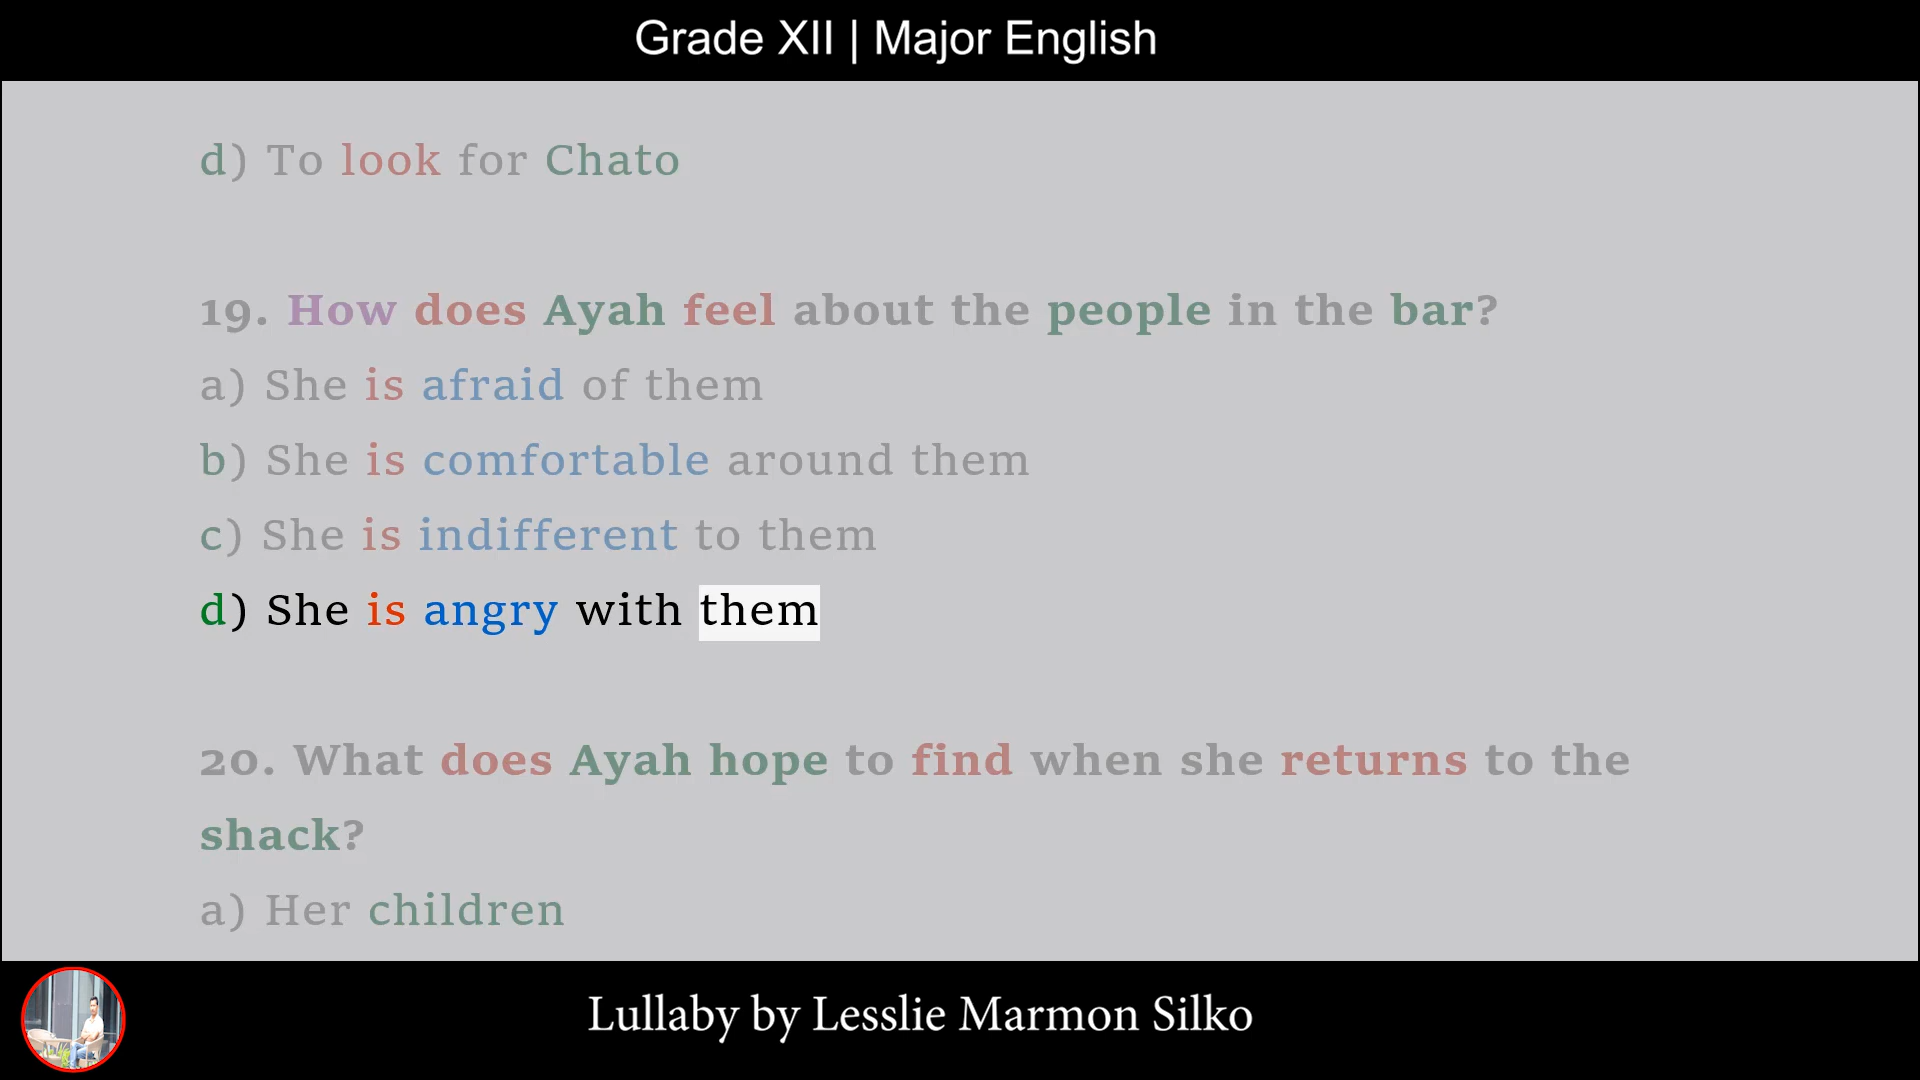 Grade XII | Major English
d) To look for Chato
19. How does Ayah feel about the people in the bar?
a) She is afraid of them
b) She is comfortable around them
c) She is indifferent to them
d) She is angry with them
20. What does Ayah hope to find when she returns to the
shack?
a) Her children
Lullaby by Lesslie Marmon Silko